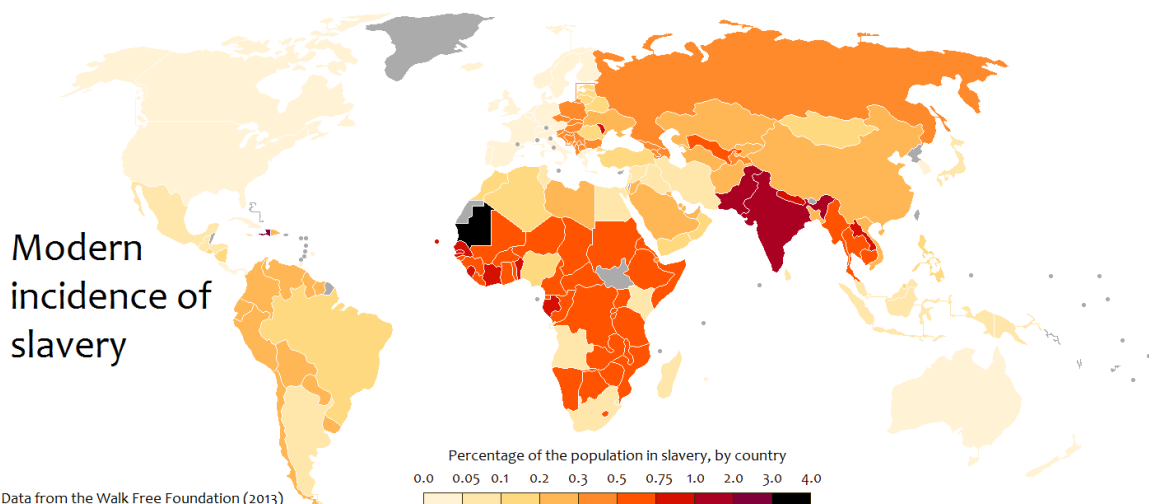 Modern
incidence of
slavery
Percentage of the population in slavery, by country
0.0 0.05 0.1 0.2 0.3 0.5 0.75 1.0 2.0 3.0 4.0
Data from the Walk Free Foundation (2013)